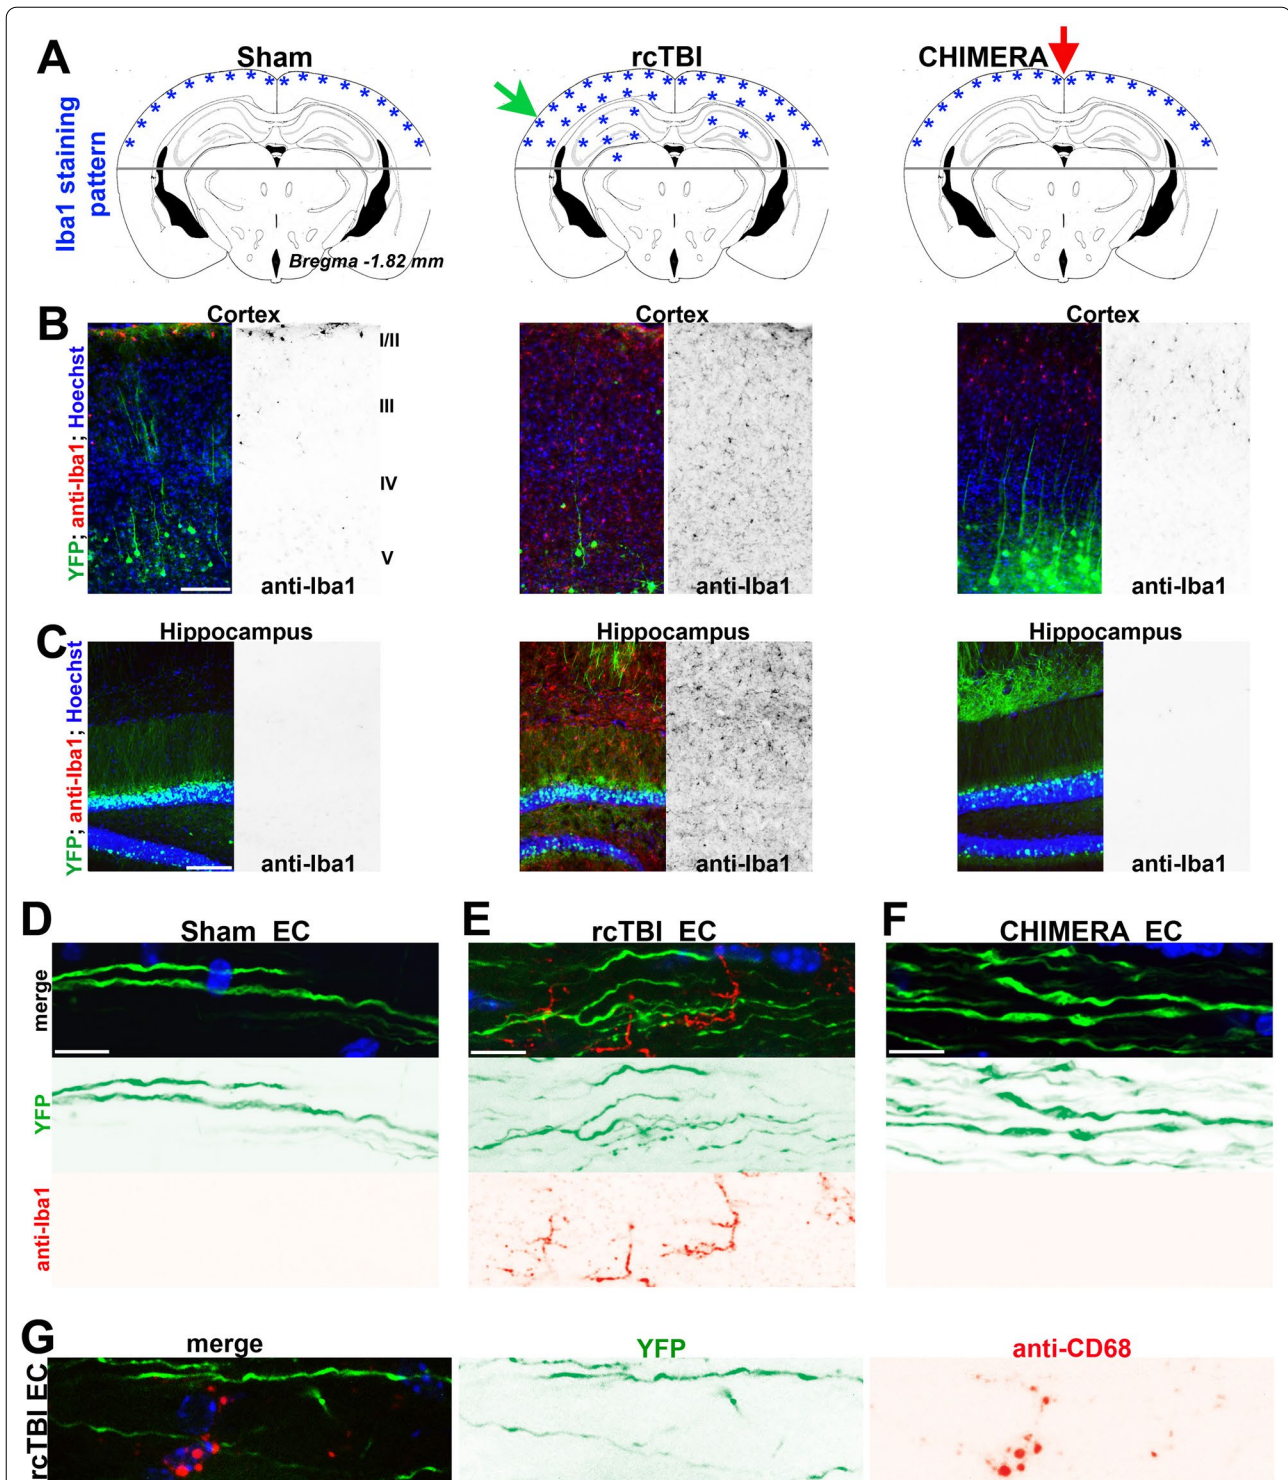 A
Sham
rcTBI
CHIMERA
Iba1 staining
pattern
Bregma -1.82 mm
B
Cortex
Cortex
Cortex
YFP; anti-Iba1; Hoechst
I/II
III
IV
V
anti-Iba1
anti-Iba1
anti-Iba1
C
Hippocampus
Hippocampus
Hippocampus
YFP; anti-Iba1; Hoechst
anti-Iba1
anti-Iba1
anti-Iba1
D
Sham EC
E
rcTBI EC
F
CHIMERA EC
merge
YFP
anti-Iba1
G
merge
YFP
anti-CD68
rcTBI EC